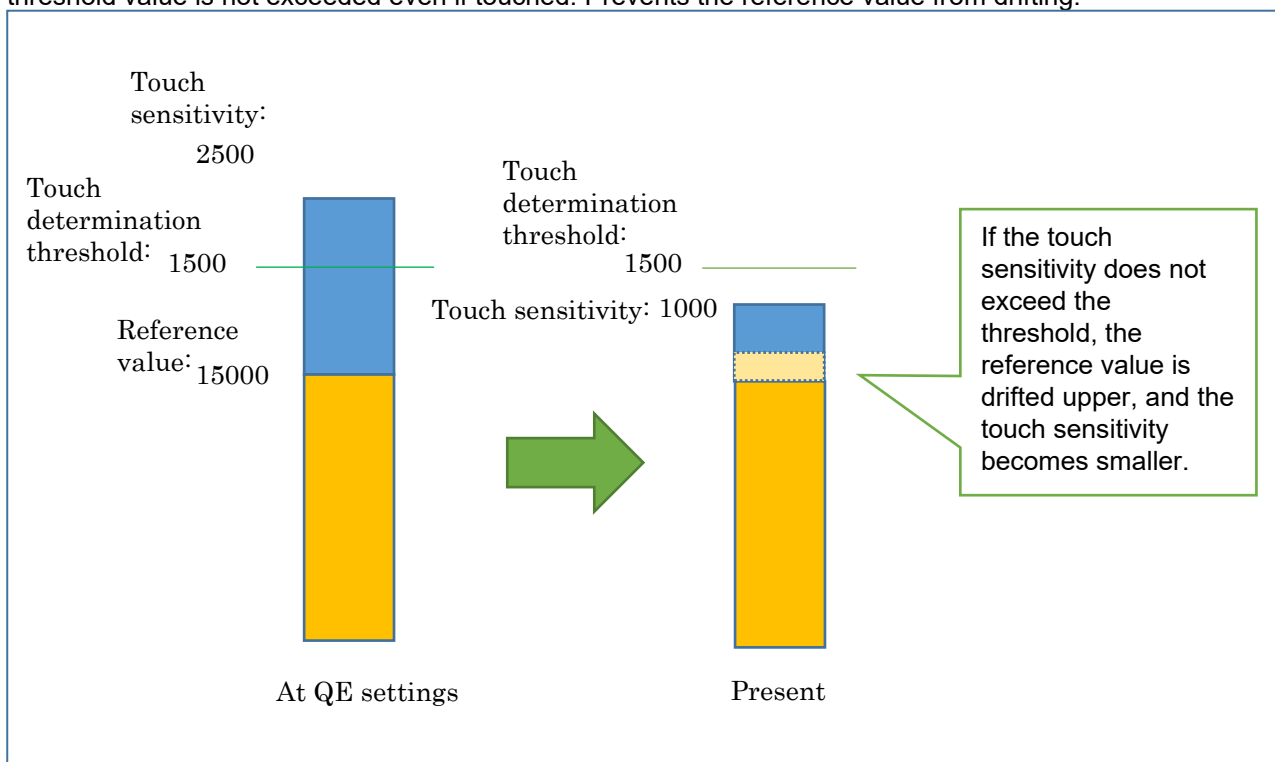 threshold value is not exceeded even if touched. Prevents the reference value from drifting.
Touch
sensitivity:
2500
Touch
determination
threshold:
1500
Reference
value:
15000
Touch
determination
threshold:
1500
Touch sensitivity: 1000
If the touch
sensitivity does not
exceed the
threshold, the
reference value is
drifted upper, and the
touch sensitivity
becomes smaller.
At QE settings
Present